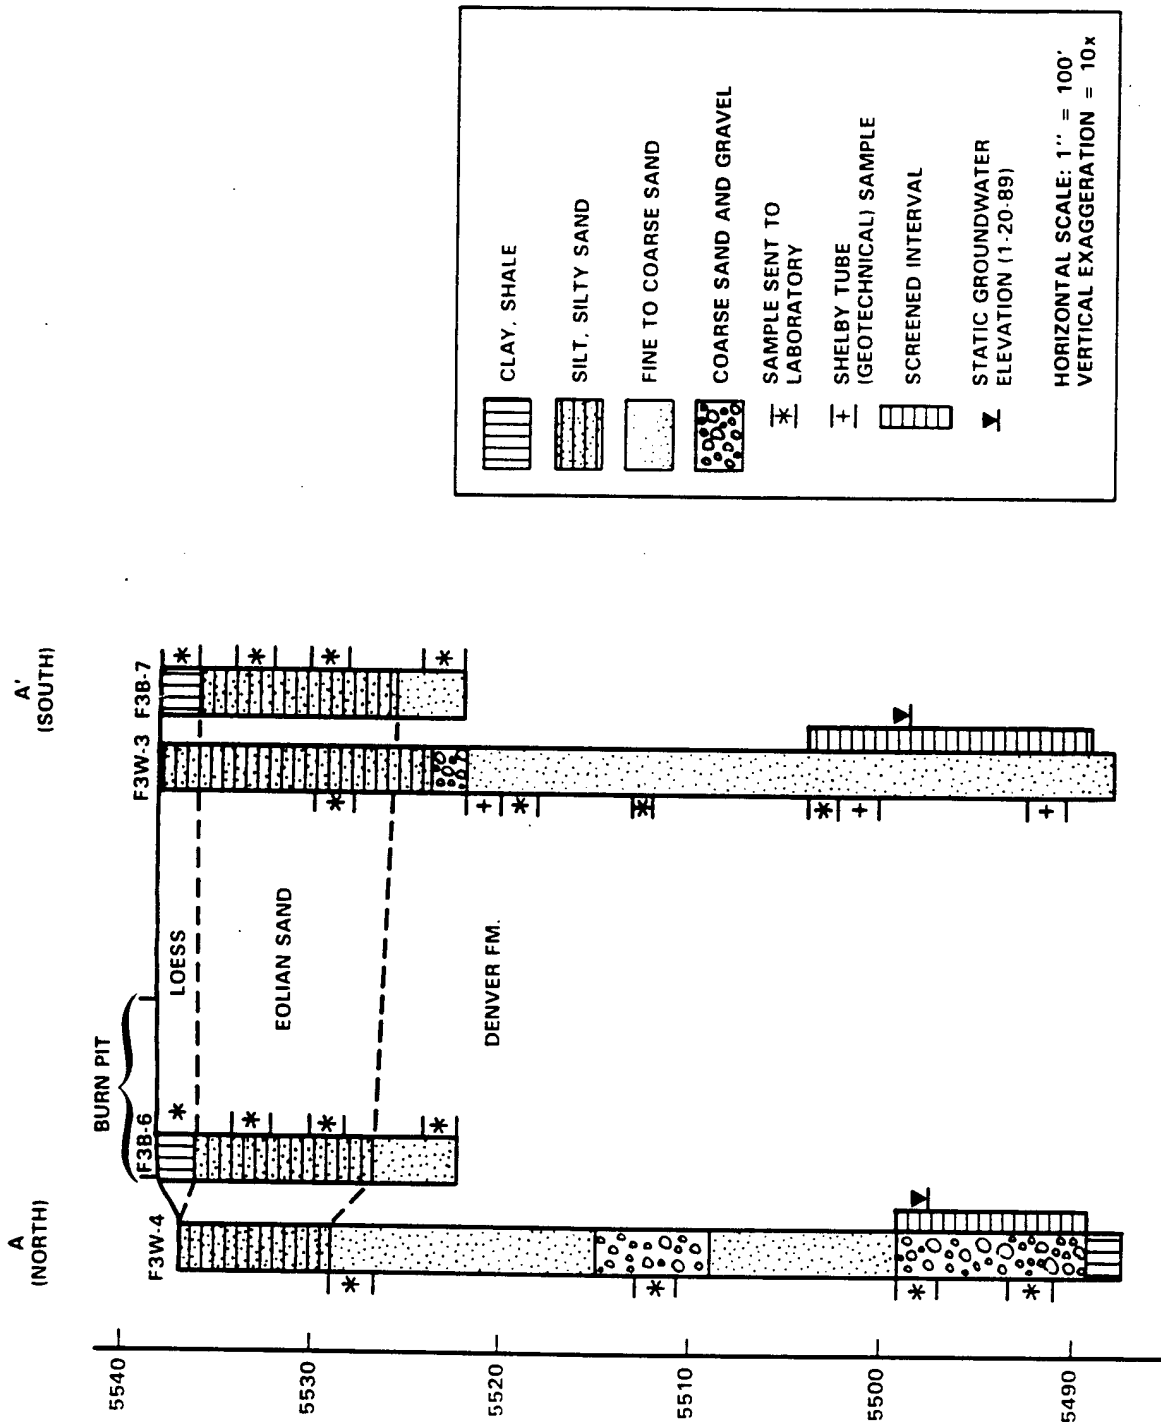 A
(NORTH)
A'
(SOUTH)
BURN PIT
F3W-4
F3B-6
F3W-3
F3B-7
LOESS
EOLIAN SAND
DENVER FM.
5540
5530
5520
5510
5500
5490
CLAY, SHALE
SILT, SILTY SAND
FINE TO COARSE SAND
COARSE SAND AND GRAVEL
SAMPLE SENT TO
LABORATORY
SHELBY TUBE
(GEOTECHNICAL) SAMPLE
SCREENED INTERVAL
STATIC GROUNDWATER
ELEVATION (1-20-89)
HORIZONTAL SCALE: 1'' = 100'
VERTICAL EXAGGERATION = 10x